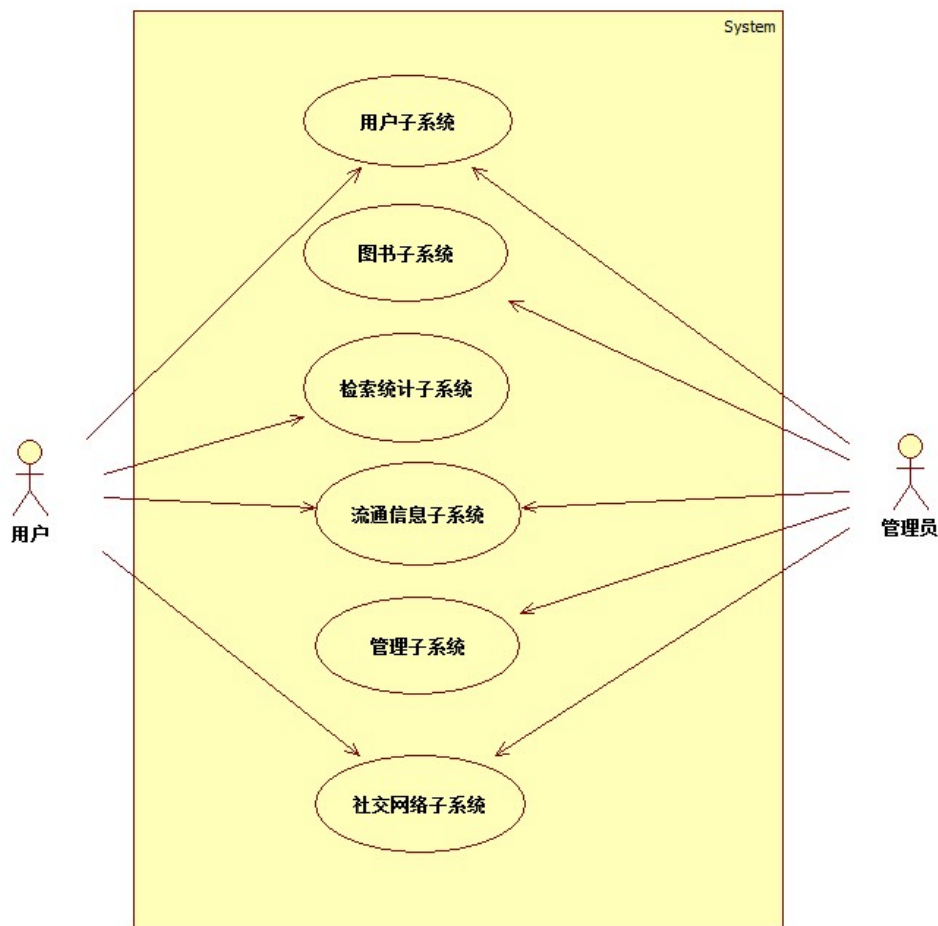 System
用户子系统
图书子系统
检索统计子系统
流通信息子系统
用户
管理员
管理子系统
社交网络子系统